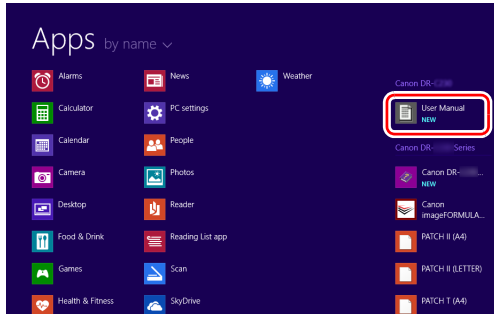 Apps by name
Alarms
Calculator
Calendar
Camera
Desktop
Food & Drink
Games
Health & Fitness
News
PC settings
People
Photos
Reader
Reading List app
Scan
SkyDrive
Weather
Canon DR-
User Manual
NEW
Canon DR- Series
Canon DR- ...
NEW
Canon
imageFORMULA...
PATCH II (A4)
PATCH II (LETTER)
PATCH T (A4)